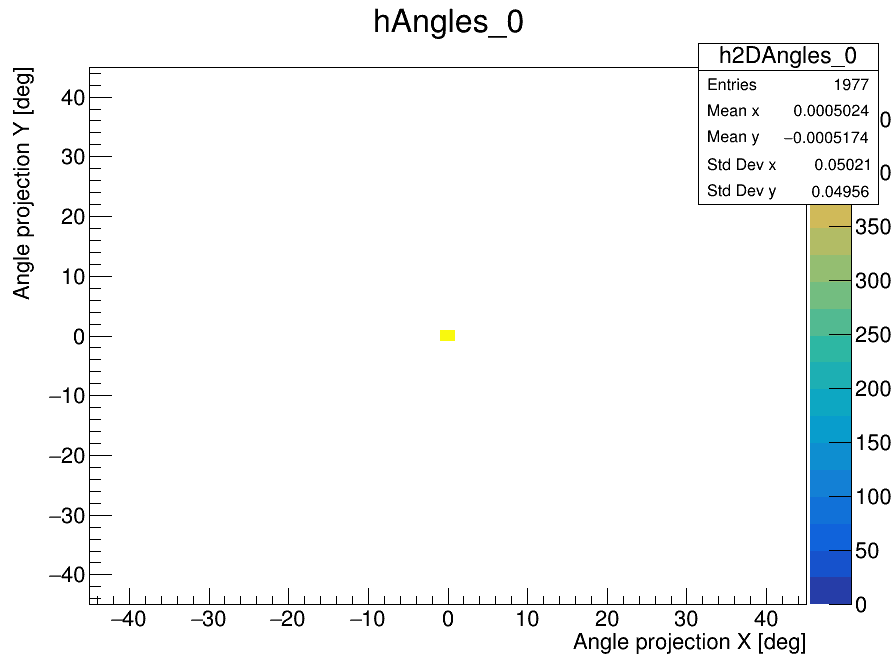 hAngles_0
h2DAngles_0
Entries 1977
Mean x 0.0005024
Mean y −0.0005174
Std Dev x 0.05021
Std Dev y 0.04956
Angle projection Y [deg]
40
30
20
10
0
−10
−20
−30
−40
−40 −30 −20 −10 0 10 20 30 40
Angle projection X [deg]
0
0
350
300
250
200
150
100
50
0